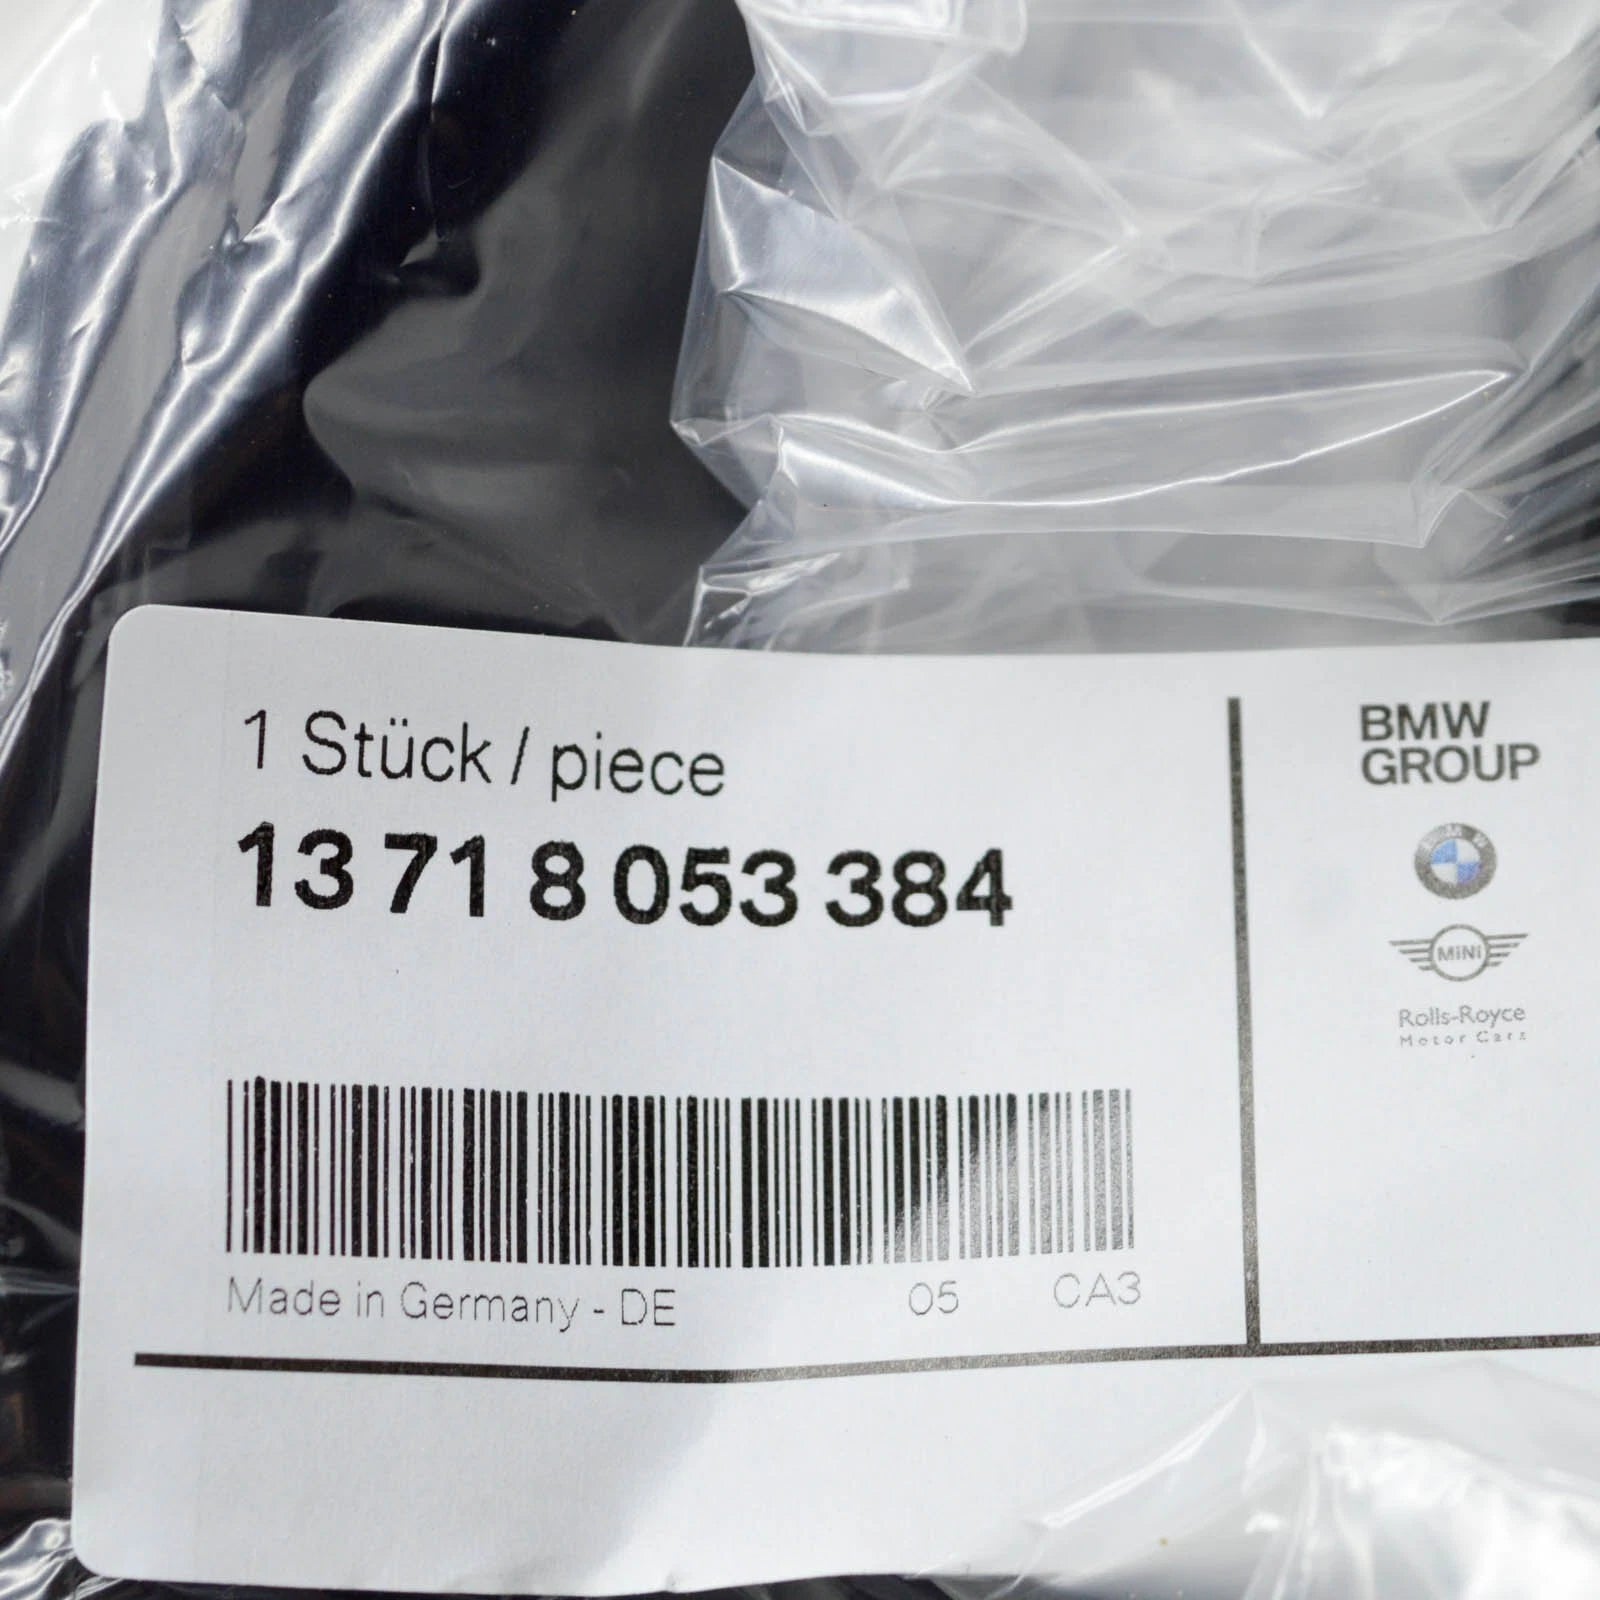 1 Stück / piece
13 71 8 053 384
Made in Germany - DE 05 CA3
BMW
GROUP
BMW
MINI
Rolls-Royce
Motor Cars